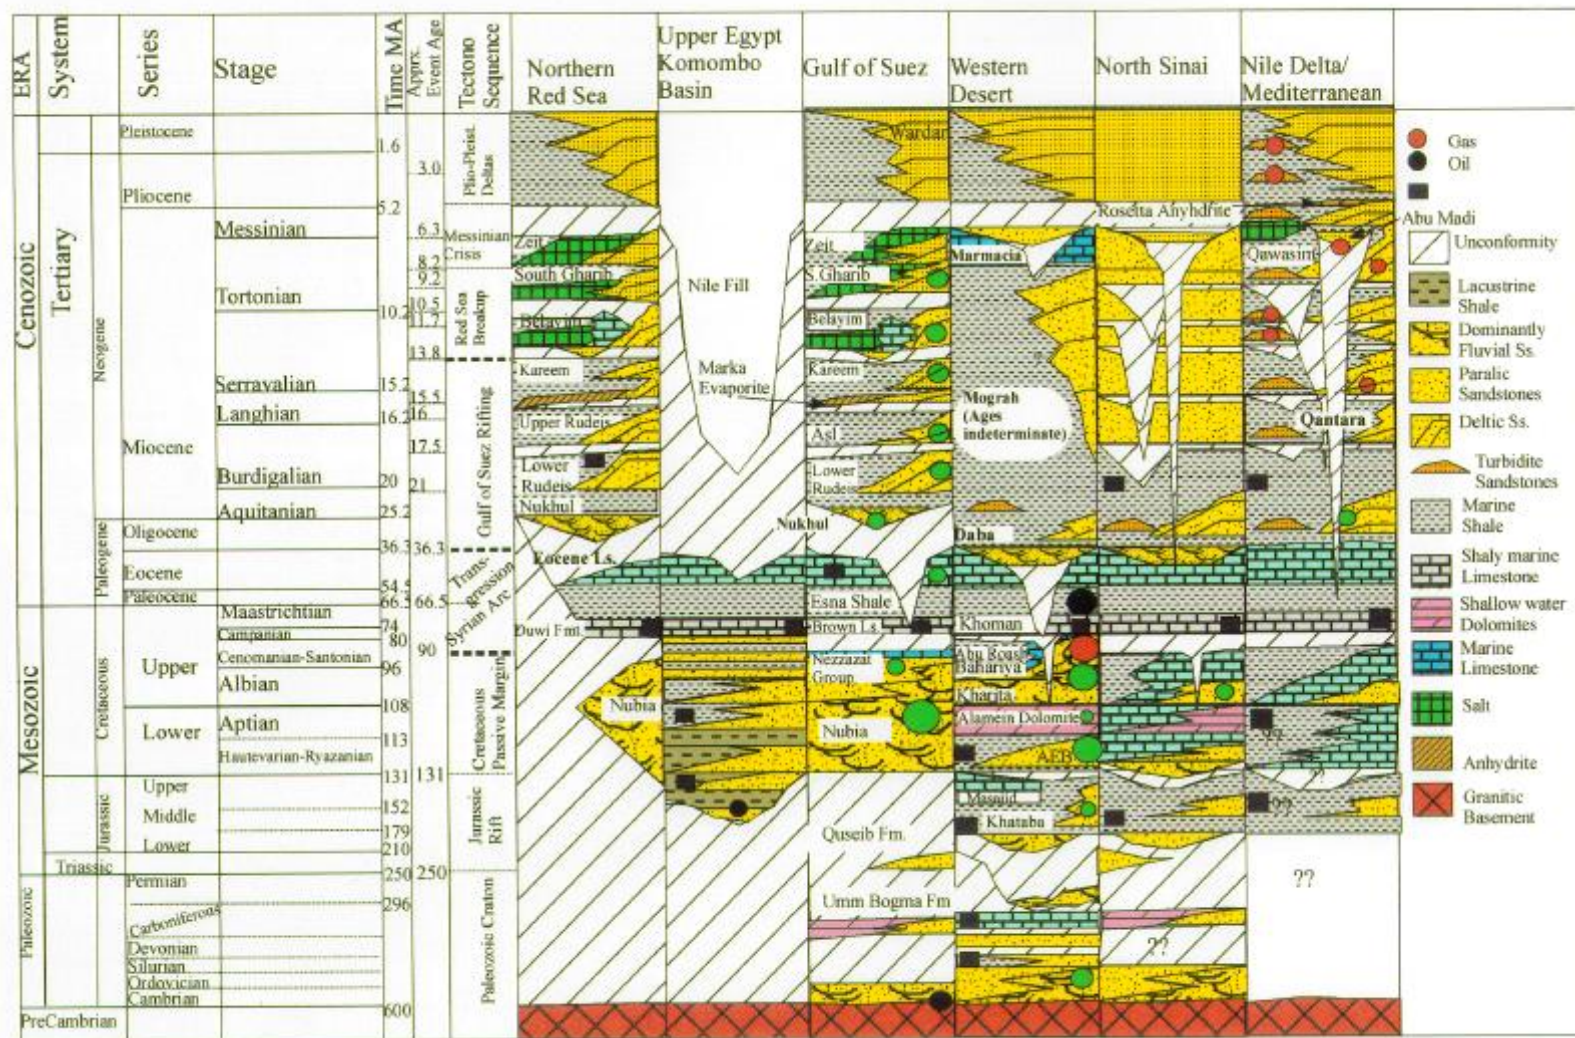 ERA
System
Series
Stage
Time MA
Apprx.
Event Age
Tectono
Sequence
Northern
Red Sea
Upper Egypt
Komombo
Basin
Gulf of Suez
Western
Desert
North Sinai
Nile Delta/
Mediterranean
Cenozoic
Mesozoic
Paleozoic
PreCambrian
Tertiary
Cretaceous
Jurassic
Triassic
Neogene
Paleogene
Pleistocene
Pliocene
Miocene
Oligocene
Eocene
Paleocene
Upper
Lower
Upper
Middle
Lower
Permian
Carboniferous
Devonian
Silurian
Ordovician
Cambrian
Messinian
Tortonian
Serravalian
Langhian
Burdigalian
Aquitanian
Maastrichtian
Campanian
Cenomanian-Santonian
Albian
Aptian
Hautevarian-Ryazanian
1.6
5.2
10.2
15.2
16.2
20
25.2
36.3
54.5
66.5
74
80
96
108
113
131
152
179
210
250
296
600
3.0
6.3
8.2
9.2
10.5
11.7
13.8
15.5
16
17.5
21
36.3
66.5
90
131
250
Plio-Pleist.
Deltas
Messinian
Crisis
Red Sea
Breakup
Gulf of Suez Rifing
Trans-
gression
Syrian Arc
Cretaceous
Passive Margin
Jurassic
Rift
Paleozoic Craton
Zeit
South Gharib
Belayim
Kareem
Upper Rudeis
Lower
Rudeis
Nukhul
Eocene Ls.
Duwi Fmt.
Nubia
Nile Fill
Marka
Evaporite
Wardan
Zeit
S.Gharib
Belayim
Kareem
Asl
Lower
Rudeis
Nukhul
Esna Shale
Brown Ls.
Nezzazat
Group
Nubia
Quseib Fm.
Umm Bogma Fm
Marmacia
Mograh
(Ages
indeterminate)
Daba
Khoman
Abu Roash
Bahariya
Kharita
Alamein Dolomite
AEB
Masajid
Khataba
??
Rosetta Ahyhdrite
Abu Madi
Qawasim
Qantara
??
??
??
??
Gas
Oil
Unconformity
Lacustrine
Shale
Dominantly
Fluvial Ss.
Paralic
Sandstones
Deltic Ss.
Turbidite
Sandstones
Marine
Shale
Shaly marine
Limestone
Shallow water
Dolomites
Marine
Limestone
Salt
Anhydrite
Granitic
Basement